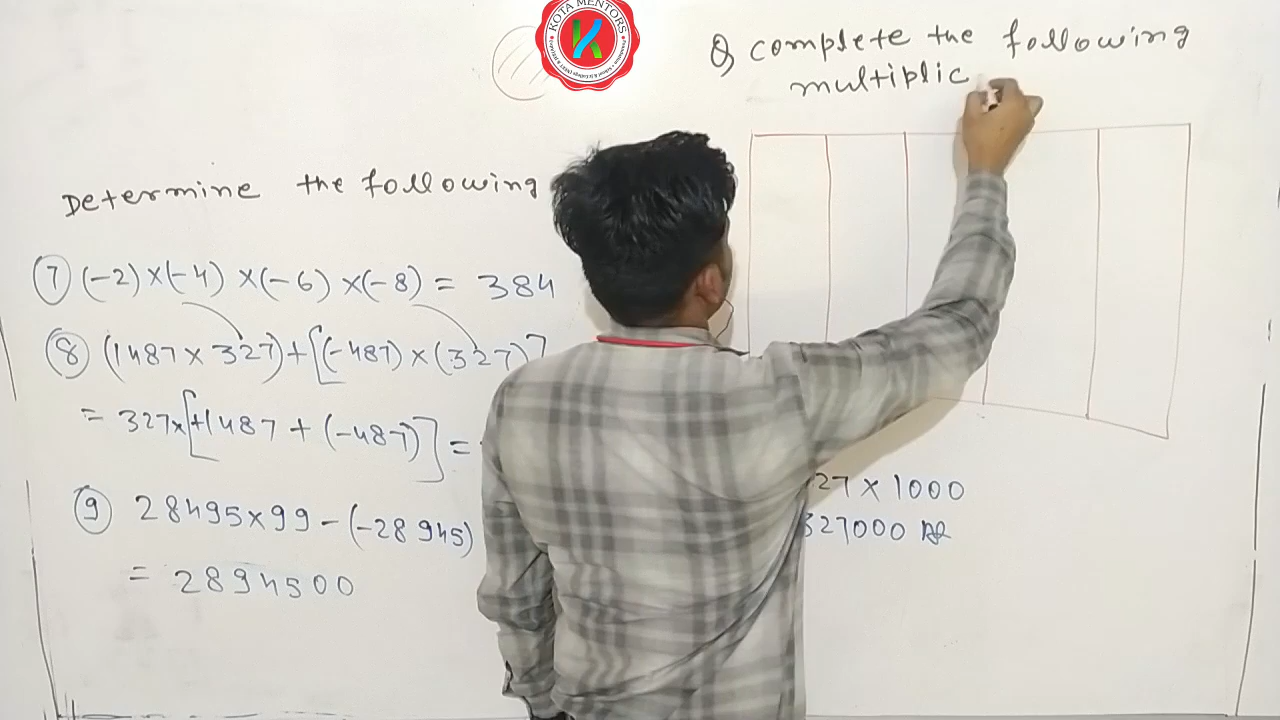 KOTA MENTORS
Q complete the following
multiplic
Determine the following
7 (-2)×(-4) ×(-6) ×(-8) = 384
8 (1487 × 327)+[(-487)×(327)]
= 327×[+1487 + (-487)] =
27 × 1000
327000
9 28495×99-(-28945)
= 2894500